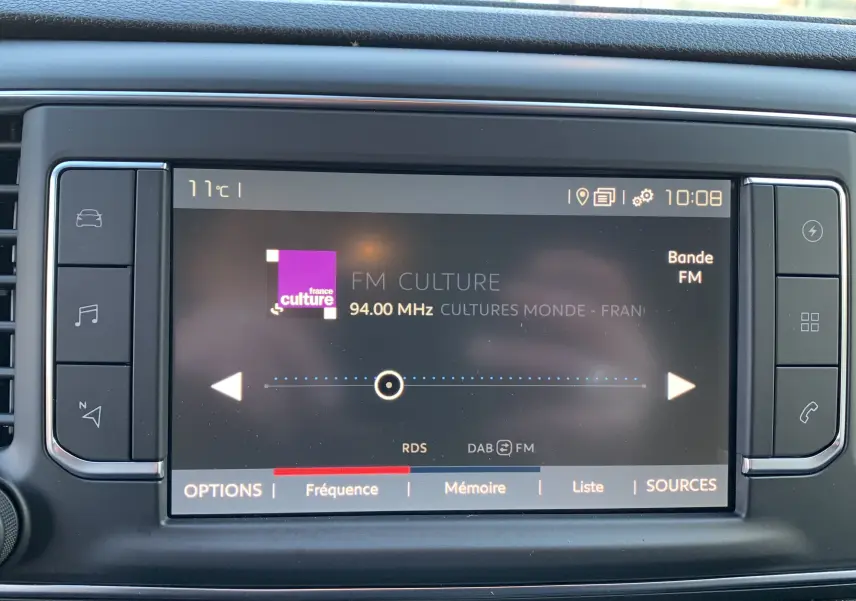 11°C
10:08
Bande
FM
france
culture
FM CULTURE
94.00 MHz CULTURES MONDE - FRAN
N
RDS DAB FM
OPTIONS Fréquence Mémoire Liste SOURCES